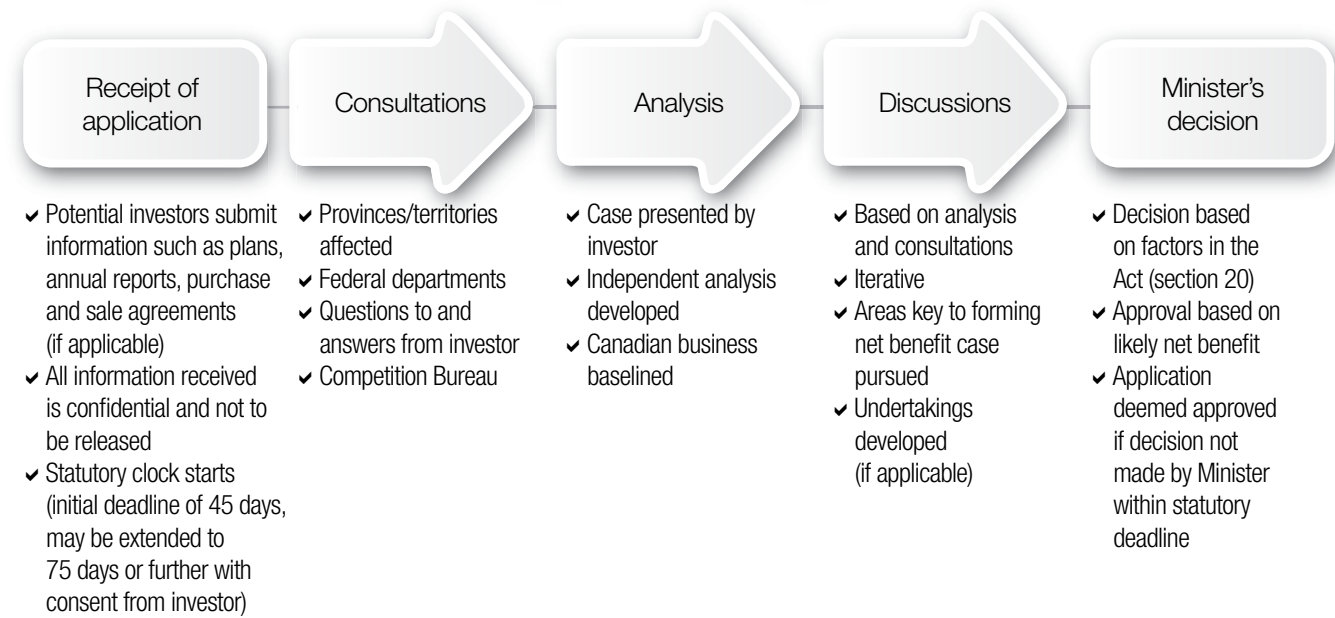 Receipt of
application
Consultations
Analysis
Discussions
Minister's
decision
✔ Potential investors submit
information such as plans,
annual reports, purchase
and sale agreements
(if applicable)
✔ All information received
is confidential and not to
be released
✔ Statutory clock starts
(initial deadline of 45 days,
may be extended to
75 days or further with
consent from investor)
✔ Provinces/territories
affected
✔ Federal departments
✔ Questions to and
answers from investor
✔ Competition Bureau
✔ Case presented by
investor
✔ Independent analysis
developed
✔ Canadian business
baselined
✔ Based on analysis
and consultations
✔ Iterative
✔ Areas key to forming
net benefit case
pursued
✔ Undertakings
developed
(if applicable)
✔ Decision based
on factors in the
Act (section 20)
✔ Approval based on
likely net benefit
✔ Application
deemed approved
if decision not
made by Minister
within statutory
deadline